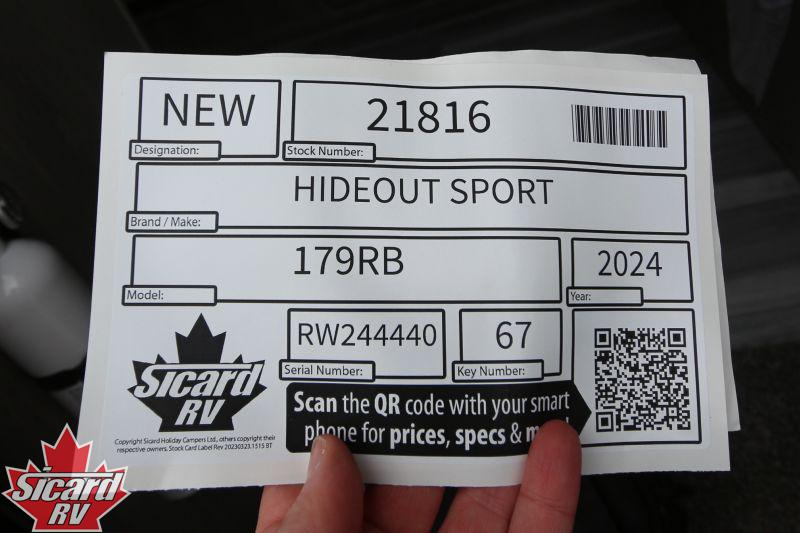 NEW
Designation:
21816
Stock Number:
HIDEOUT SPORT
Brand / Make:
179RB
Model:
2024
Year:
RW244440
Serial Number:
67
Key Number:
Sicard
RV
Scan the QR code with your smart
phone for prices, specs &
Copyright Sicard Holiday Campers Ltd., others copyright their
respective owners. Stock Card Label Rev 20230323.1515 BT
Sicard
RV